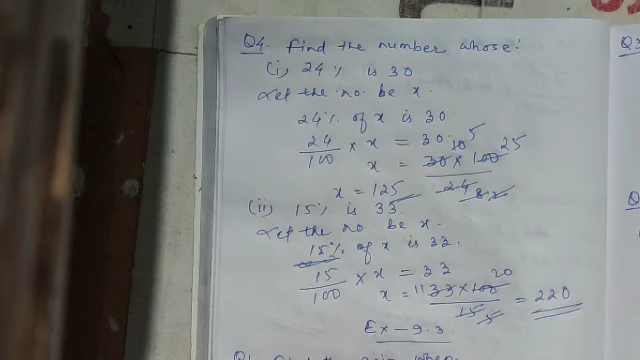 Q4. Find the number whose:
(i) 24% is 30
Let the no. be x.
24% of x is 30.
24/100 × x = 30
x = 30 × 100 / 24
x = 125
(ii) 15% is 33.
Let the no be x.
15% of x is 33.
15/100 × x = 33
x = 33 × 100 / 15 = 220
Ex - 9.3